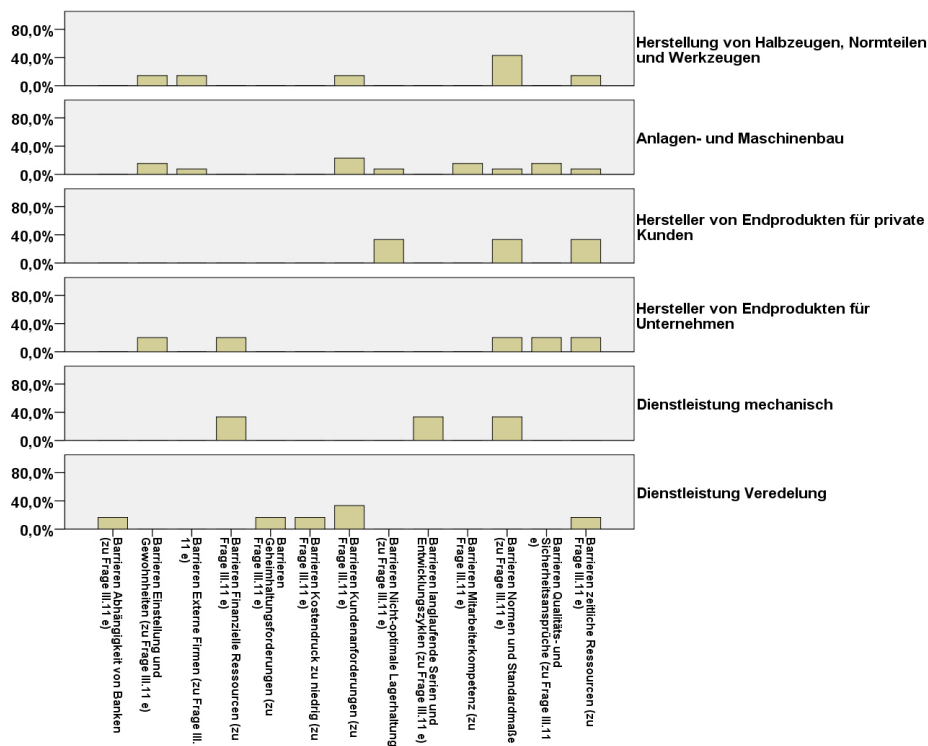 80,0%
40,0%
0,0%
Herstellung von Halbzeugen, Normteilen
und Werkzeugen
80,0%
40,0%
0,0%
Anlagen- und Maschinenbau
80,0%
40,0%
0,0%
Hersteller von Endprodukten für private
Kunden
80,0%
40,0%
0,0%
Hersteller von Endprodukten für
Unternehmen
80,0%
40,0%
0,0%
Dienstleistung mechanisch
80,0%
40,0%
0,0%
Dienstleistung Veredelung
Barrieren Abhängigkeit von Banken
(zu Frage III.11 e)
Barrieren Einstellung und
Gewohnheiten (zu Frage III.11 e)
Barrieren Externe Firmen (zu Frage III.
11 e)
Barrieren Finanzielle Ressourcen (zu
Frage III.11 e)
Barrieren
Geheimhaltungsforderungen (zu
Frage III.11 e)
Barrieren Kostendruck zu niedrig (zu
Frage III.11 e)
Barrieren Kundenanforderungen (zu
Frage III.11 e)
Barrieren Nicht-optimale Lagerhaltung
(zu Frage III.11 e)
Barrieren langlaufende Serien und
Entwicklungszyklen (zu Frage III.11 e)
Barrieren Mitarbeiterkompetenz (zu
Frage III.11 e)
Barrieren Normen und Standardmaße
(zu Frage III.11 e)
Barrieren Qualitäts- und
Sicherheitsansprüche (zu Frage III.11
e)
Barrieren zeitliche Ressourcen (zu
Frage III.11 e)